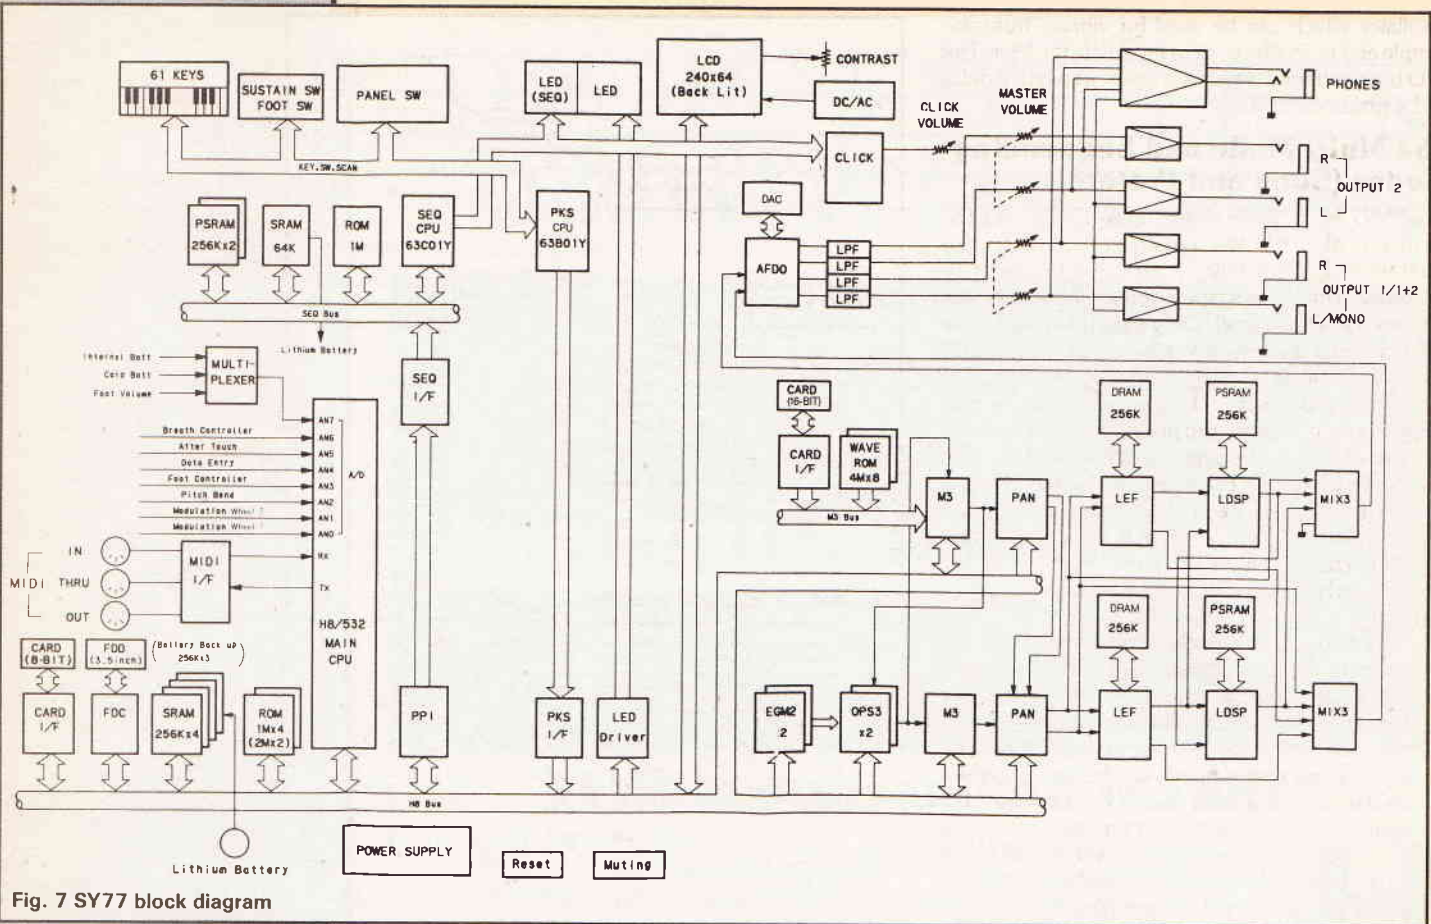 61 KEYS
SUSTAIN SW
FOOT SW
PANEL SW
LED
(SEQ)
LED
LCD
240x64
(Back Lit)
CONTRAST
DC/AC
CLICK
VOLUME
MASTER
VOLUME
PHONES
KEY.SW.SCAN
CLICK
R
OUTPUT 2
L
R
OUTPUT 1/1+2
L/MONO
PSRAM
256Kx2
SRAM
64K
ROM
1M
SEQ
CPU
63C01Y
PKS
CPU
63B01Y
DAC
AFDO
LPF
LPF
LPF
LPF
SEQ Bus
Lithium Battery
Internal Batt
Card Batt
Foot Volume
MULTI-
PLEXER
SEQ
I/F
Breath Controller
After Touch
Data Entry
Foot Controller
Pitch Bend
Modulation Wheel
Modulation Wheel
AN7
AN6
AN5
AN4
AN3
AN2
AN1
AN0
A/D
RX
TX
H8/532
MAIN
CPU
MIDI
IN
THRU
OUT
MIDI
I/F
CARD
(16-BIT)
CARD
I/F
WAVE
ROM
4Mx8
M3 Bus
M3
PAN
DRAM
256K
PSRAM
256K
LEF
LDSP
MIX3
DRAM
256K
PSRAM
256K
CARD
(8-BIT)
FDD
(3.5inch)
(Battery Back up
256Kx3)
CARD
I/F
FDC
SRAM
256Kx4
ROM
1Mx4
(2Mx2)
PPI
PKS
I/F
LED
Driver
EGM2
2
OPS3
x2
M3
PAN
LEF
LDSP
MIX3
H8 Bus
Lithium Battery
POWER SUPPLY
Reset
Muting
Fig. 7 SY77 block diagram